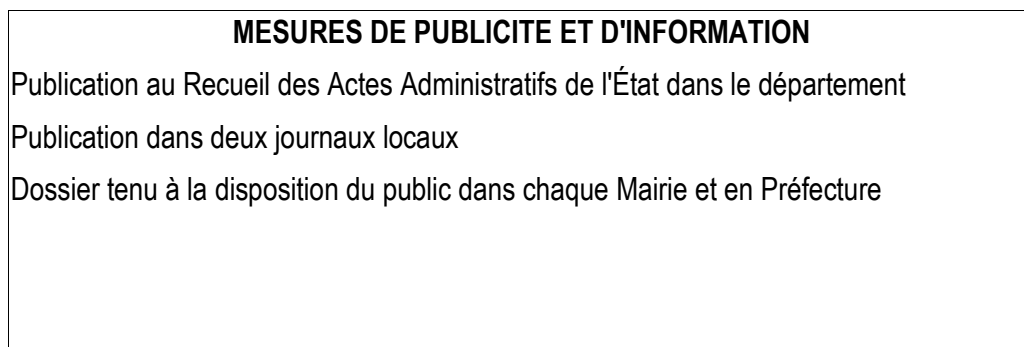 MESURES DE PUBLICITE ET D'INFORMATION
Publication au Recueil des Actes Administratifs de l'État dans le département
Publication dans deux journaux locaux
Dossier tenu à la disposition du public dans chaque Mairie et en Préfecture